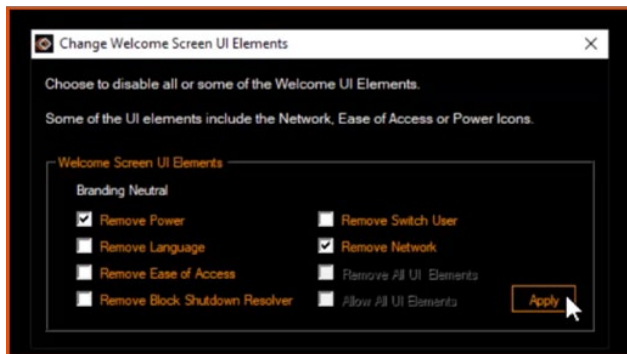 Change Welcome Screen UI Elements
Choose to disable all or some of the Welcome UI Elements.
Some of the UI elements include the Network, Ease of Access or Power Icons.
Welcome Screen UI Elements
Branding Neutral
Remove Power
Remove Switch User
Remove Language
Remove Network
Remove Ease of Access
Remove All UI Elements
Remove Block Shutdown Resolver
Allow All UI Elements
Apply